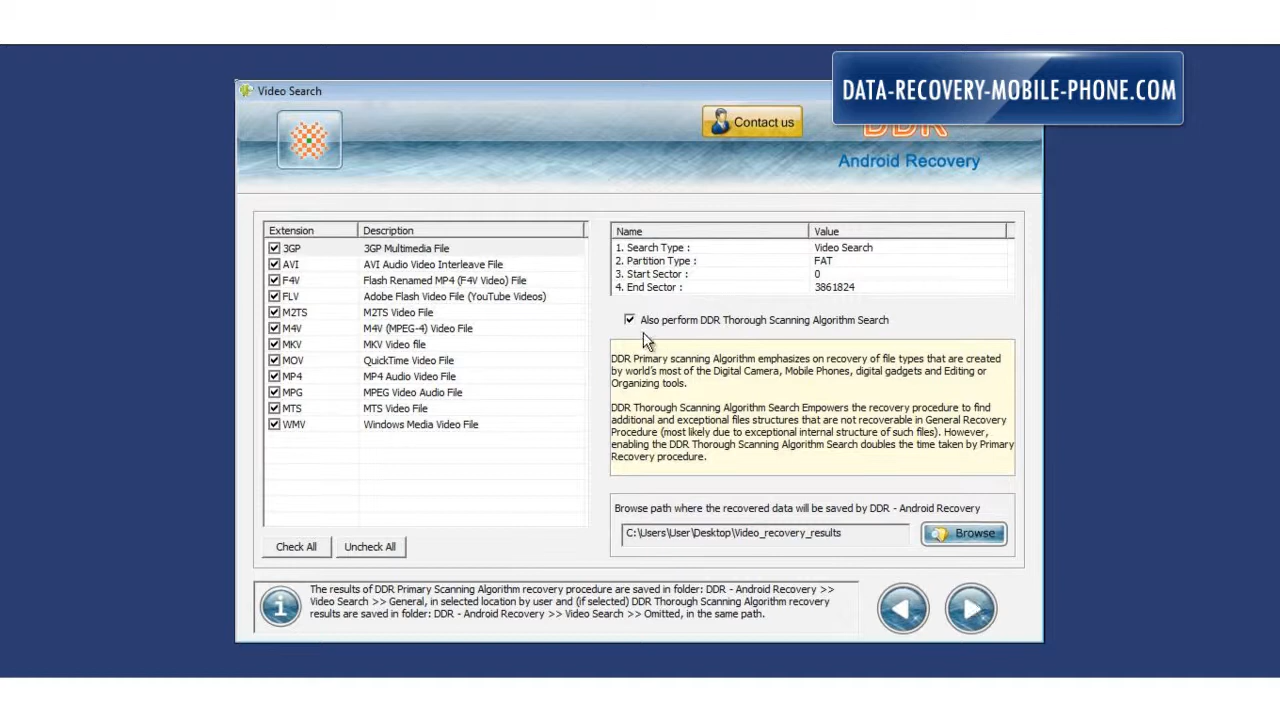 DATA-RECOVERY-MOBILE-PHONE.COM
Video Search
Contact us
DDR
Android Recovery
Extension Description
3GP 3GP Multimedia File
AVI AVI Audio Video Interleave File
F4V Flash Renamed MP4 (F4V Video) File
FLV Adobe Flash Video File (YouTube Videos)
M2TS M2TS Video File
M4V M4V (MPEG-4) Video File
MKV MKV Video file
MOV QuickTime Video File
MP4 MP4 Audio Video File
MPG MPEG Video Audio File
MTS MTS Video File
WMV Windows Media Video File
Check All Uncheck All
Name Value
1. Search Type : Video Search
2. Partition Type : FAT
3. Start Sector : 0
4. End Sector : 3861824
Also perform DDR Thorough Scanning Algorithm Search
DDR Primary scanning Algorithm emphasizes on recovery of file types that are created
by world's most of the Digital Camera, Mobile Phones, digital gadgets and Editing or
Organizing tools.
DDR Thorough Scanning Algorithm Search Empowers the recovery procedure to find
additional and exceptional files structures that are not recoverable in General Recovery
Procedure (most likely due to exceptional internal structure of such files). However,
enabling the DDR Thorough Scanning Algorithm Search doubles the time taken by Primary
Recovery procedure.
Browse path where the recovered data will be saved by DDR - Android Recovery
C:\Users\User\Desktop\Video_recovery_results
Browse
The results of DDR Primary Scanning Algorithm recovery procedure are saved in folder: DDR - Android Recovery >>
Video Search >> General, in selected location by user and (if selected) DDR Thorough Scanning Algorithm recovery
results are saved in folder: DDR - Android Recovery >> Video Search >> Omitted, in the same path.